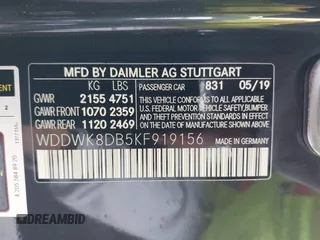 MFD BY DAIMLER AG STUTTGART
KG LBS
PASSENGER CAR 831 05/19
GVWR 2155 4751
GAWR FRONT 1070 2359
GAWR REAR 1120 2469
THIS VEHICLE CONFORMS TO ALL APPLICABLE
U.S. FEDERAL MOTOR VEHICLE
SAFETY, BUMPER, AND
THEFT PREVENTION STANDARDS
IN EFFECT ON THE DATE OF
MANUFACTURE SHOWN ABOVE
WDDWK8DB5KF919156
MADE IN GERMANY
2
DREAMBID